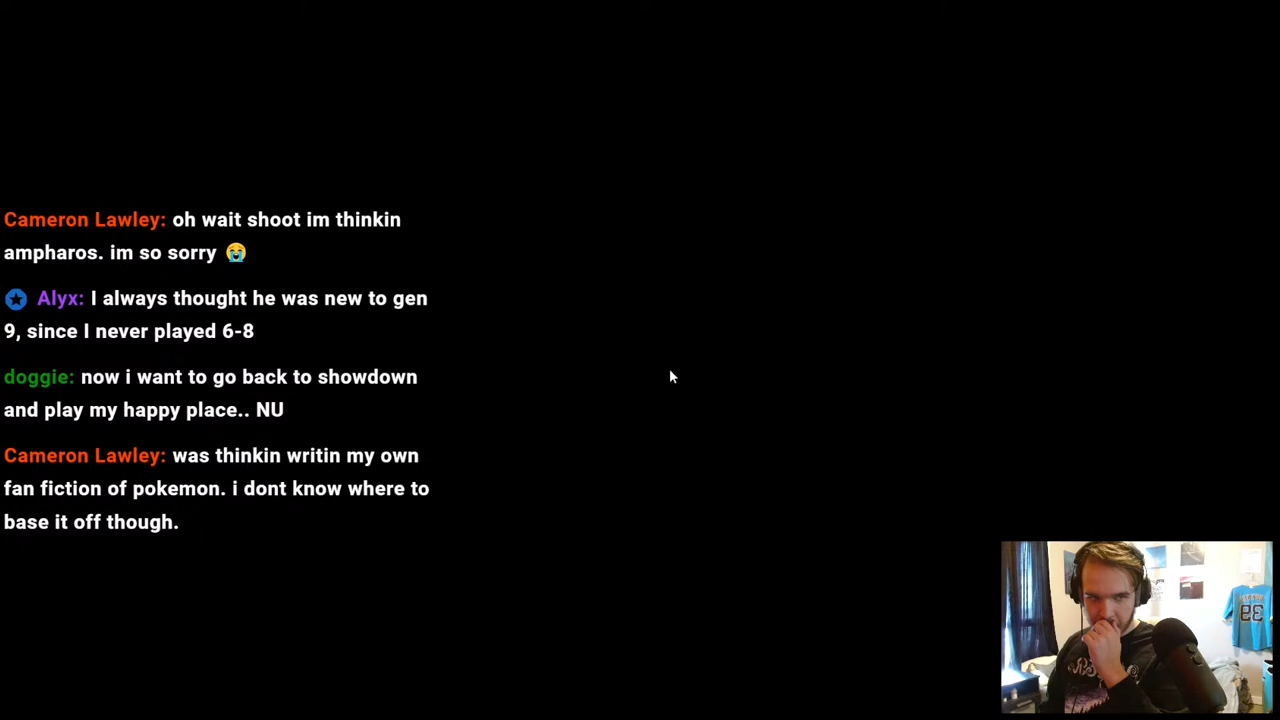 Cameron Lawley: oh wait shoot im thinkin
ampharos. im so sorry 😭
Alyx: I always thought he was new to gen
9, since I never played 6-8
doggie: now i want to go back to showdown
and play my happy place.. NU
Cameron Lawley: was thinkin writin my own
fan fiction of pokemon. i dont know where to
base it off though.